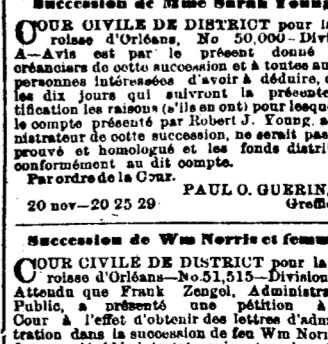 Succession de Mme Sarah Young
COUR CIVILE DE DISTRICT pour la
roisse d'Orléans, No 50,000—Divi
A—Avis est par le présent donné
créanciers de cette succession et à toutes au
personnes intéressées d'avoir à déduire, d
les dix jours qui suivront la présente
tification les raisons (s'ils en ont) pour lesqu
le compte présenté par Robert J. Young, a
nistrateur de cette succession, ne serait pas
prouvé et homologué et les fonds distri
conformément au dit compte.
Par ordre de la Cour.
PAUL O. GUERIN,
20 nov—20 25 29 Greffie
Succession de Wm Norris et femm
COUR CIVILE DE DISTRICT pour la
roisse d'Orléans—No.51,515—Division
Attendu que Frank Zengel, Administra
Public, a présenté une pétition à
Cour à l'effet d'obtenir des lettres d'adm
tration dans la succession de feu Wm Norr